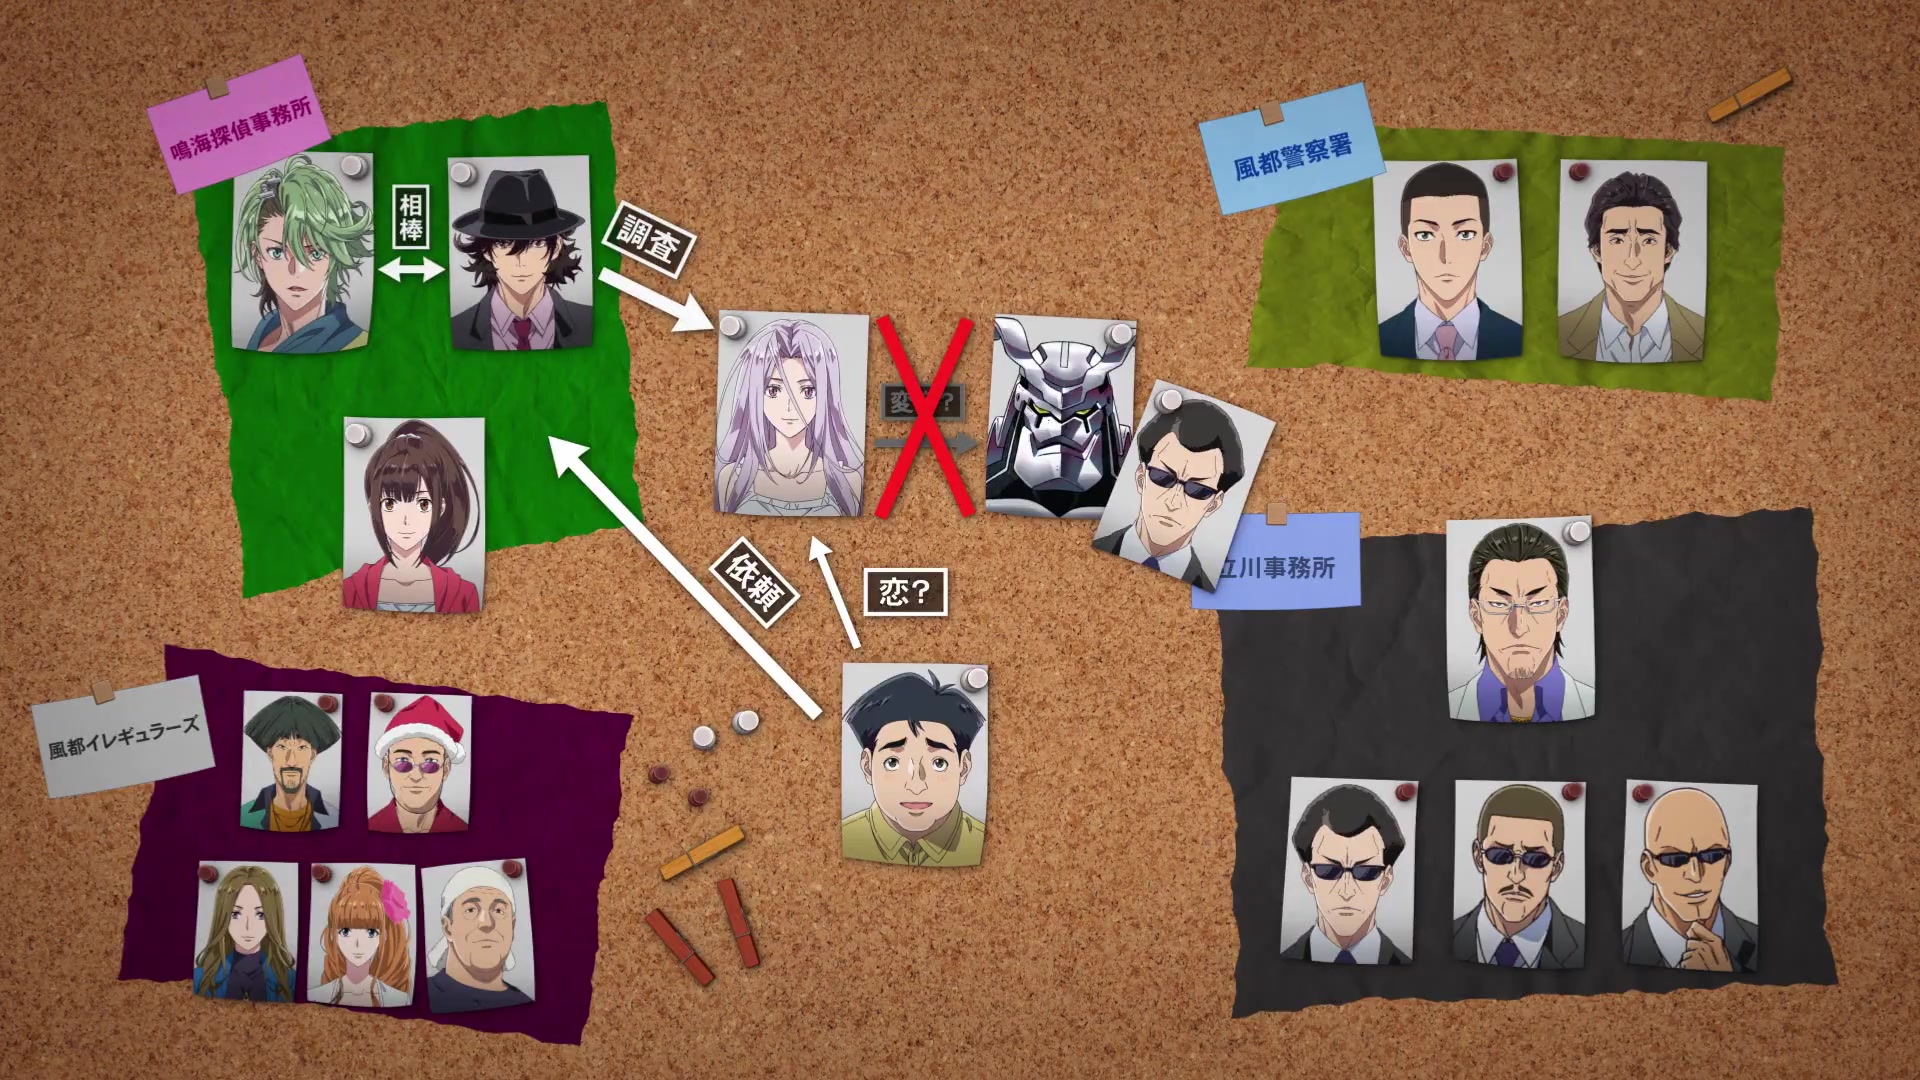 鳴海探偵事務所
相棒
調査
風都警察署
変
?
依頼
恋?
立川事務所
風都イレギュラーズ